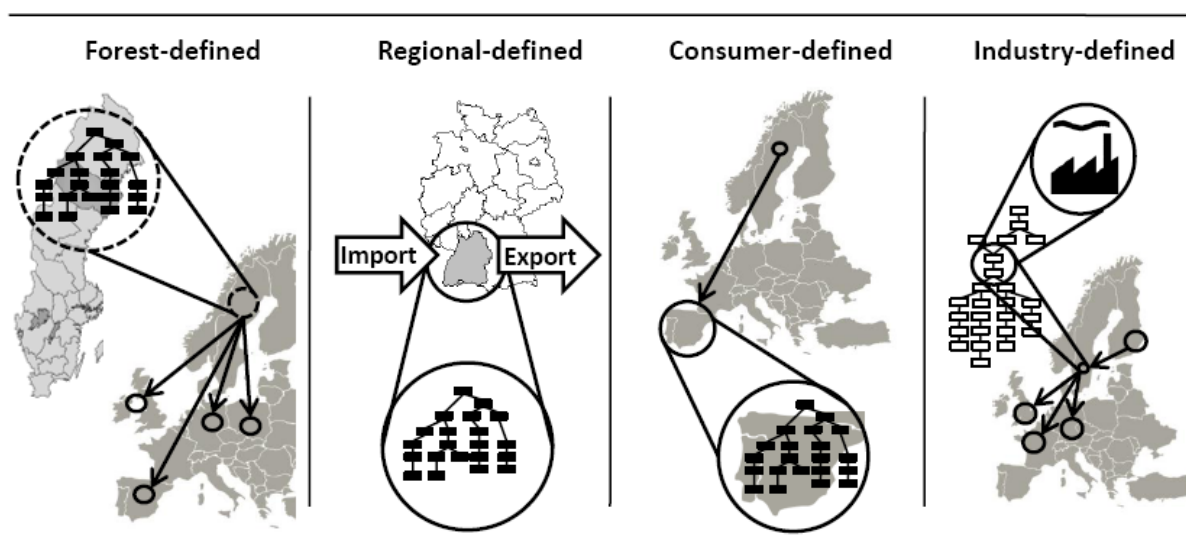 Forest-defined
Regional-defined
Consumer-defined
Industry-defined
Import
Export